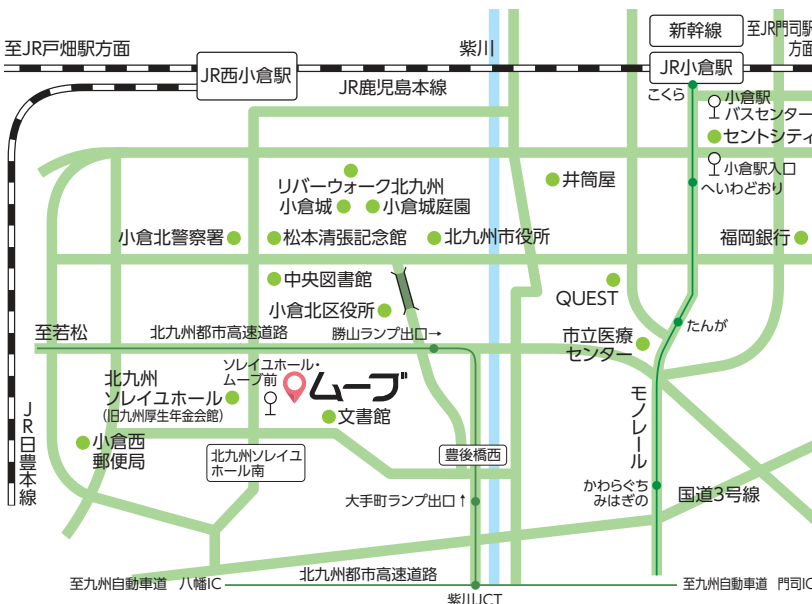 新幹線
至JR門司駅
方面
至JR戸畑駅方面
紫川
JR西小倉駅
JR小倉駅
JR鹿児島本線
こくら
小倉駅
バスセンター
セントシティ
小倉駅入口
へいわどおり
リバーウォーク北九州
井筒屋
小倉城
小倉城庭園
小倉北警察署
松本清張記念館
北九州市役所
福岡銀行
中央図書館
QUEST
小倉北区役所
至若松
北九州都市高速道路
勝山ランプ出口→
たんが
市立医療
センター
ソレイユホール・
ムーブ前
ムーブ
北九州
ソレイユホール
(旧九州厚生年金会館)
文書館
モノレール
JR日豊本線
小倉西
郵便局
北九州ソレイユ
ホール南
豊後橋西
かわらぐち
みはぎの
国道3号線
大手町ランプ出口↑
北九州都市高速道路
至九州自動車道 八幡IC
至九州自動車道 門司IC
紫川JCT